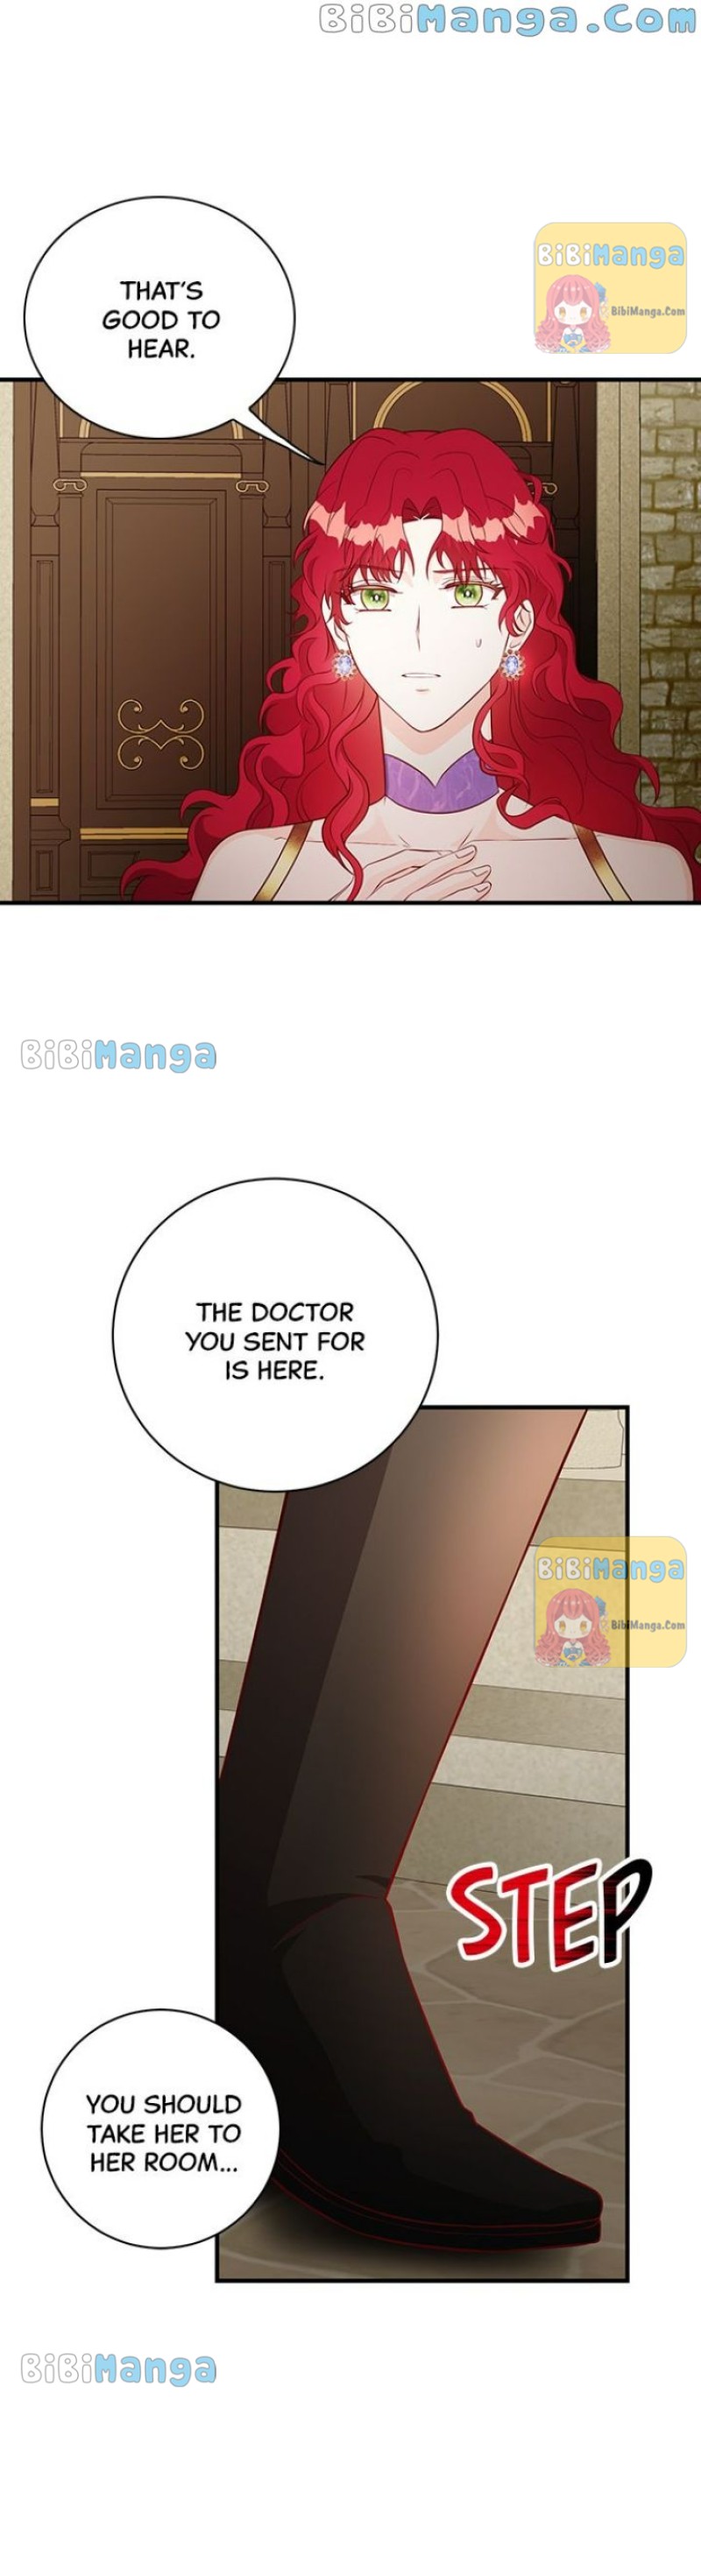 BiBiManga.Com
BiBiManga
BibiManga.Com
THAT'S
GOOD TO
HEAR.
BiBiManga
THE DOCTOR
YOU SENT FOR
IS HERE.
BiBiManga
BibiManga.Com
STEP
YOU SHOULD
TAKE HER TO
HER ROOM...
BiBiManga